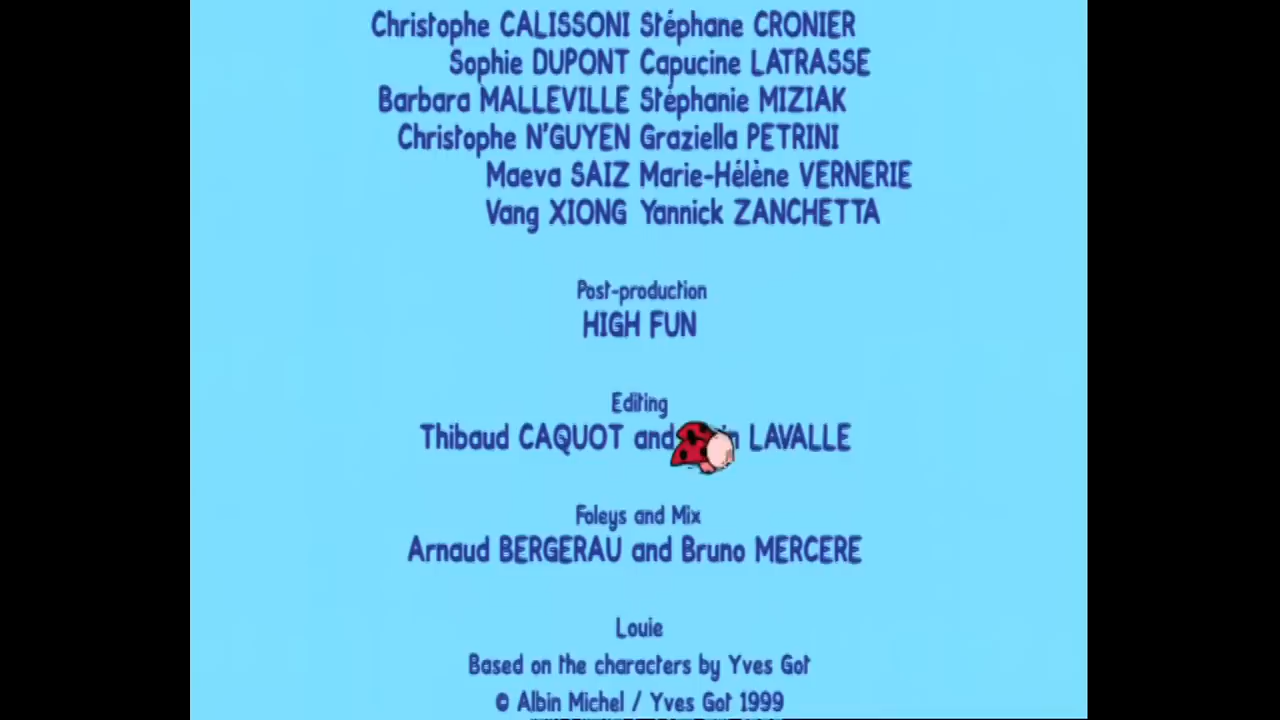 Christophe CALISSONI Stéphane CRONIER
Sophie DUPONT Capucine LATRASSE
Barbara MALLEVILLE Stéphanie MIZIAK
Christophe N'GUYEN Graziella PETRINI
Maeva SAIZ Marie-Hélène VERNERIE
Vang XIONG Yannick ZANCHETTA
Post-production
HIGH FUN
Editing
Thibaud CAQUOT and LAVALLE
Foleys and Mix
Arnaud BERGERAU and Bruno MERCERE
Louie
Based on the characters by Yves Got
© Albin Michel / Yves Got 1999